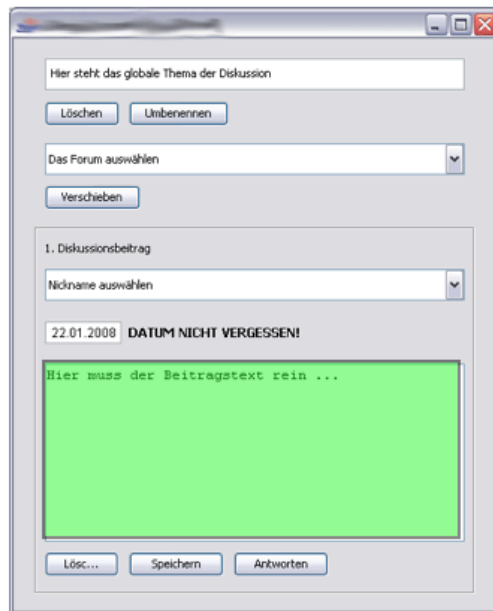 Hier steht das globale Thema der Diskussion
Löschen Umbenennen
Das Forum auswählen
Verschieben
1. Diskussionsbeitrag
Nickname auswählen
22.01.2008 DATUM NICHT VERGESSEN!
Hier muss der Beitragstext rein ...
Lösc... Speichern Antworten